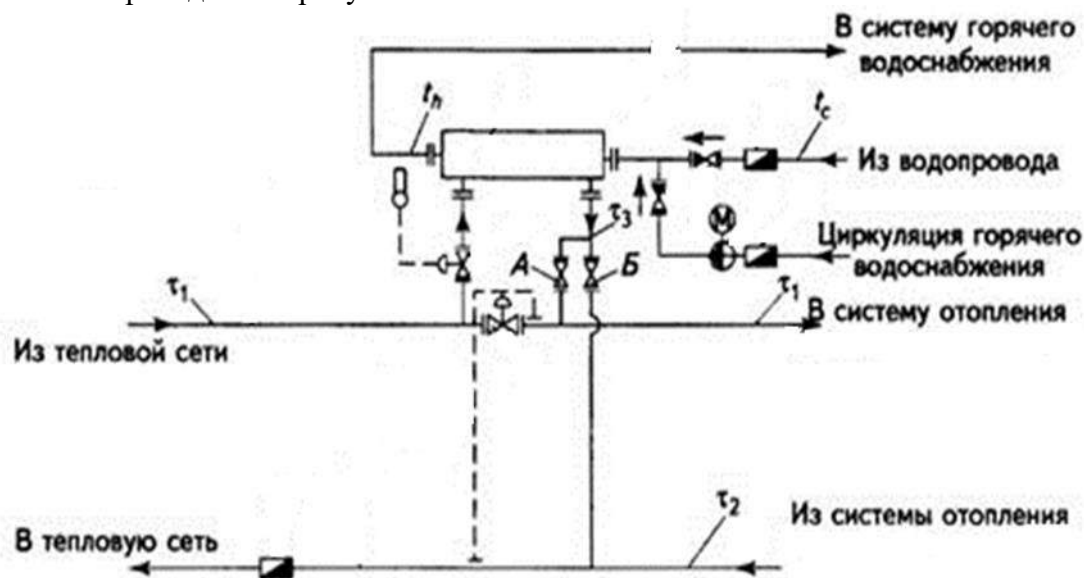 В систему горячего
водоснабжения
t_h
t_c
Из водопровода
τ3
М
А
Б
Циркуляция горячего
водоснабжения
τ1
τ1
В систему отопления
Из тепловой сети
τ2
Из системы отопления
В тепловую сеть